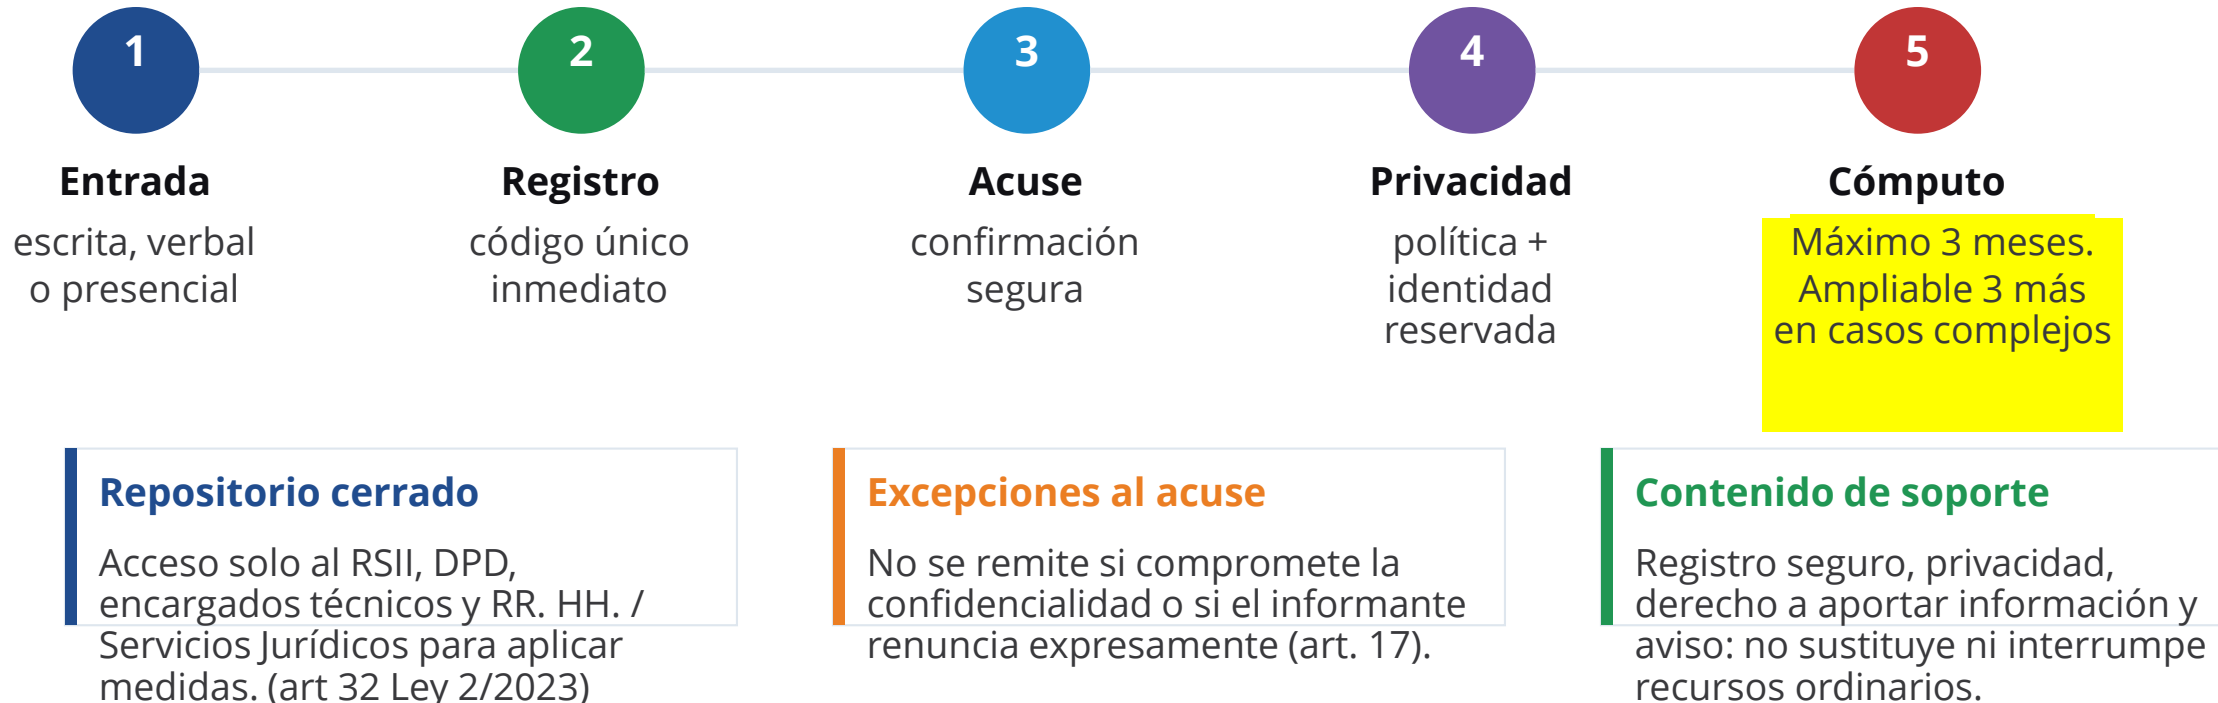 1
Entrada
escrita, verbal
o presencial
2
Registro
código único
inmediato
3
Acuse
confirmación
segura
4
Privacidad
política +
identidad
reservada
5
Cómputo
Máximo 3 meses.
Ampliable 3 más
en casos complejos
Repositorio cerrado
Acceso solo al RSII, DPD,
encargados técnicos y RR. HH. /
Servicios Jurídicos para aplicar
medidas. (art 32 Ley 2/2023)
Excepciones al acuse
No se remite si compromete la
confidencialidad o si el informante
renuncia expresamente (art. 17).
Contenido de soporte
Registro seguro, privacidad,
derecho a aportar información y
aviso: no sustituye ni interrumpe
recursos ordinarios.